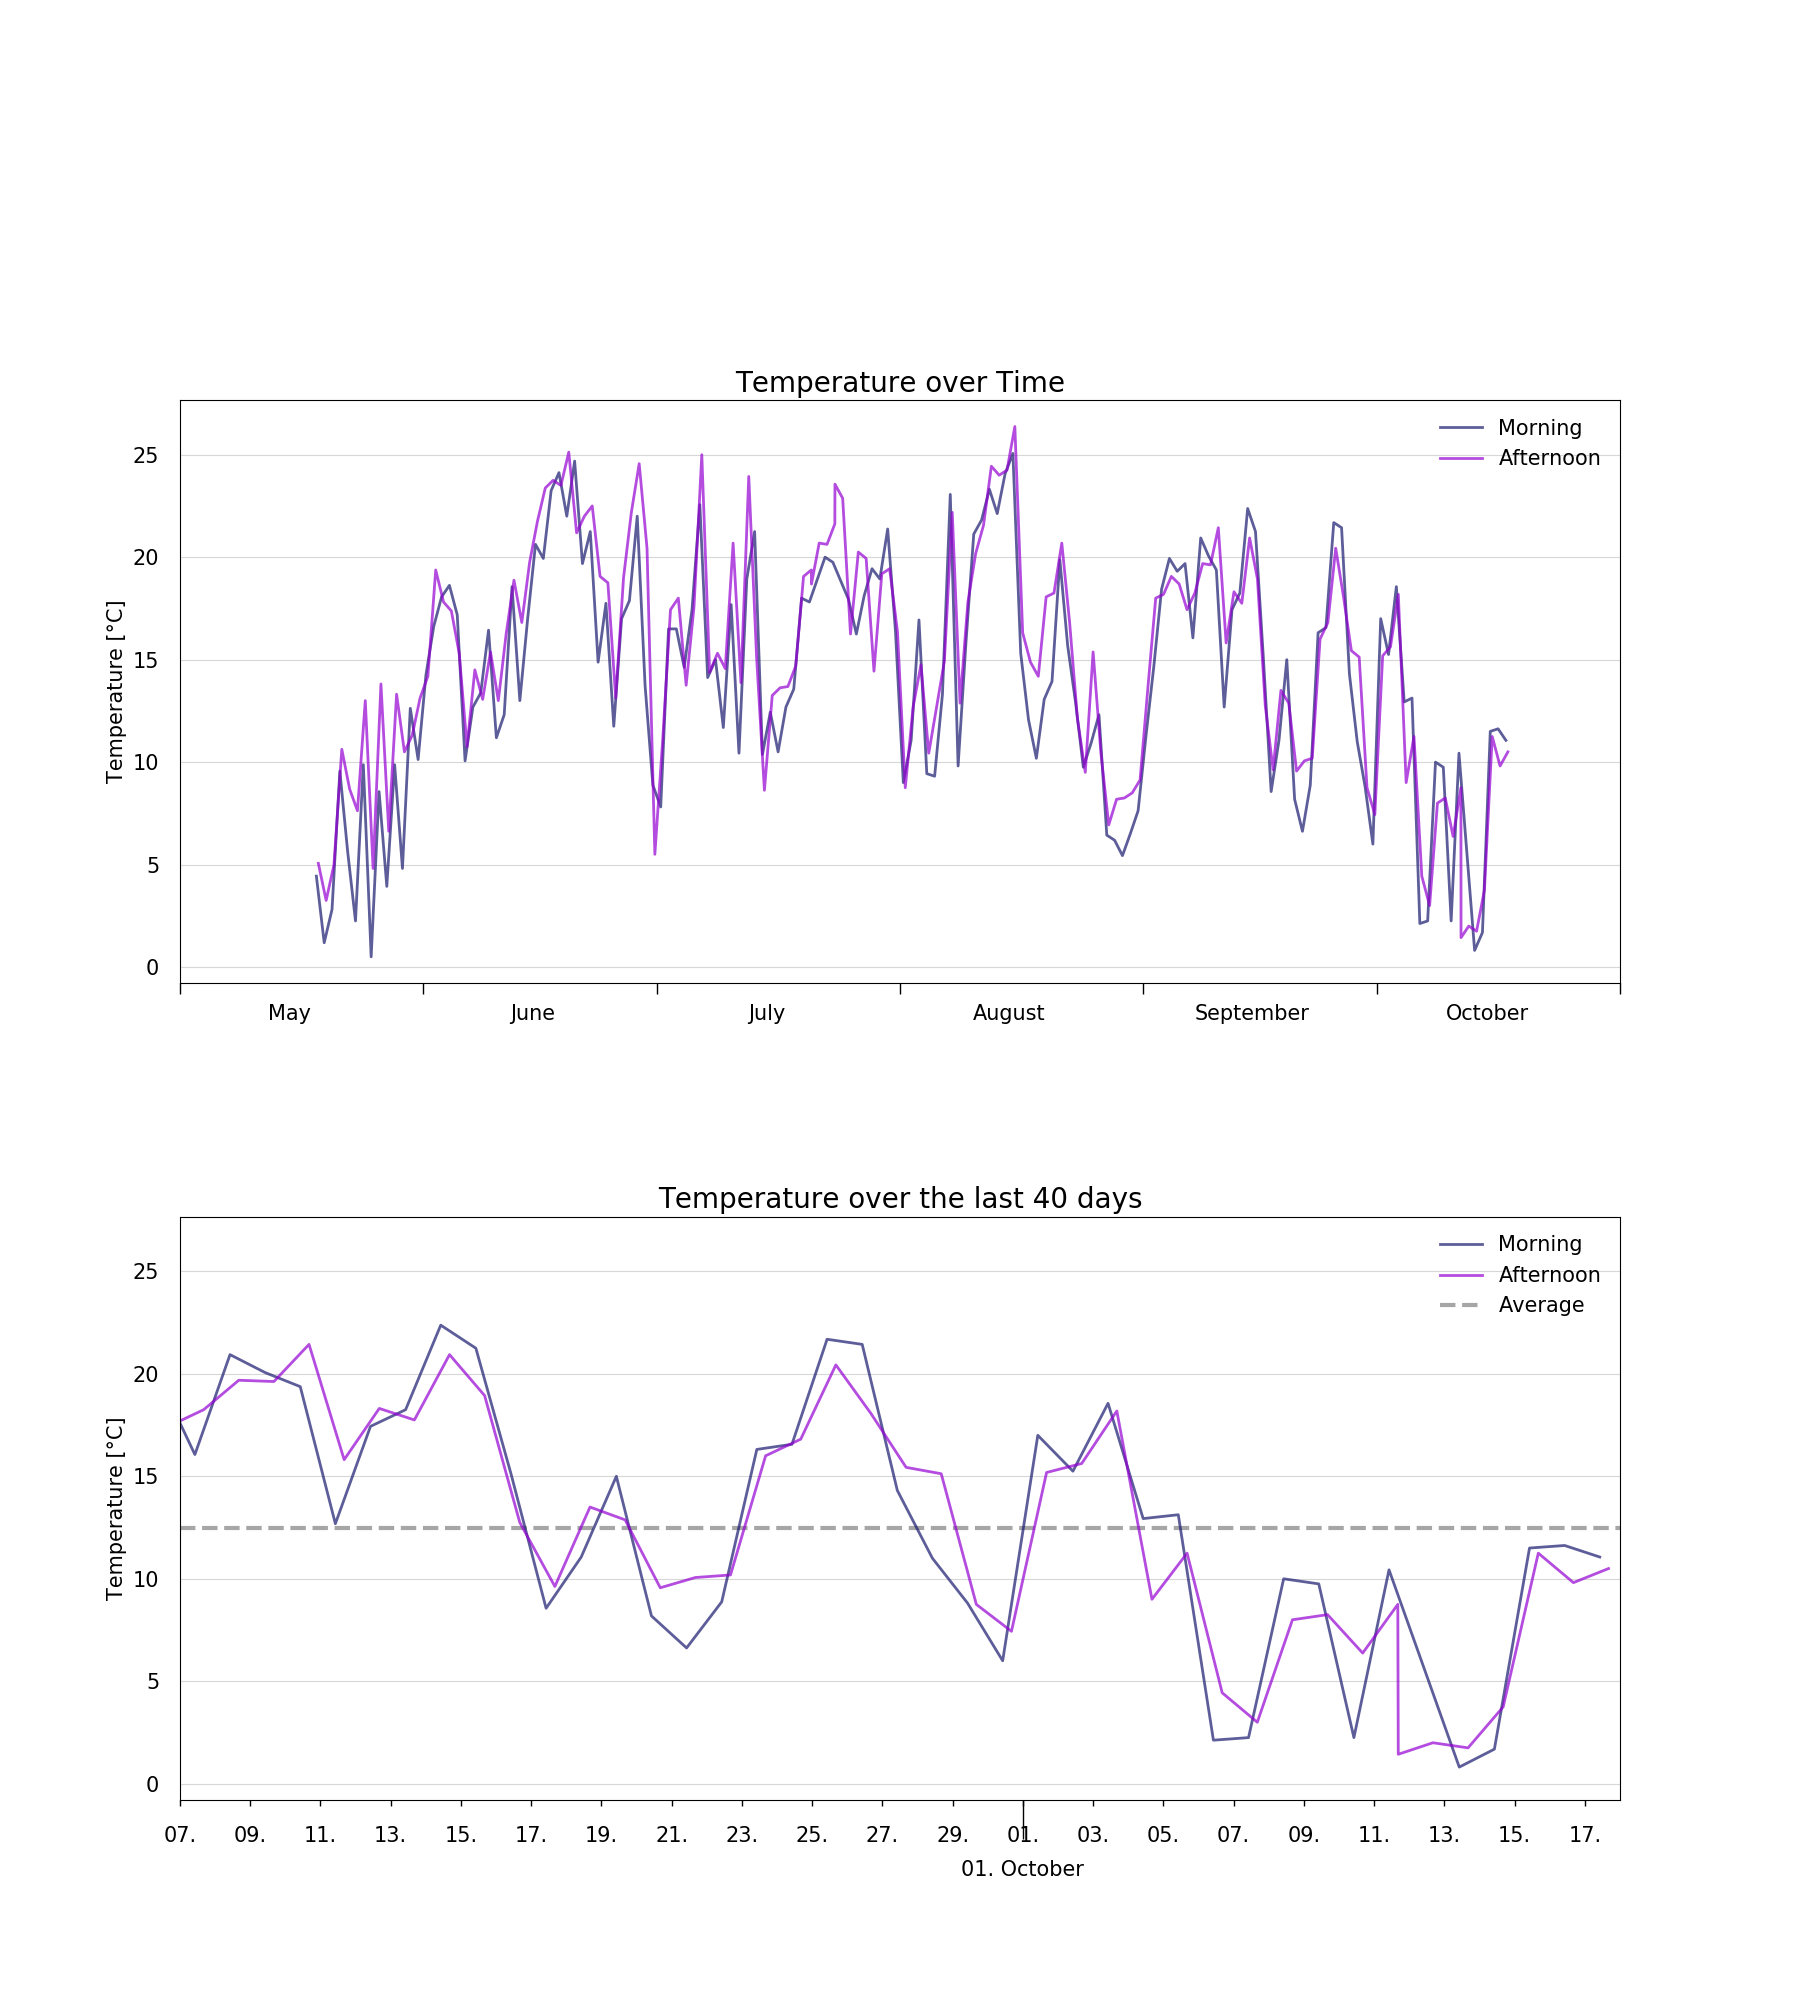 Temperature over Time
Morning
Afternoon
Temperature [°C]
25
20
15
10
5
0
May June July August September October
Temperature over the last 40 days
Morning
Afternoon
Average
Temperature [°C]
25
20
15
10
5
0
07. 09. 11. 13. 15. 17. 19. 21. 23. 25. 27. 29. 01. 03. 05. 07. 09. 11. 13. 15. 17.
01. October